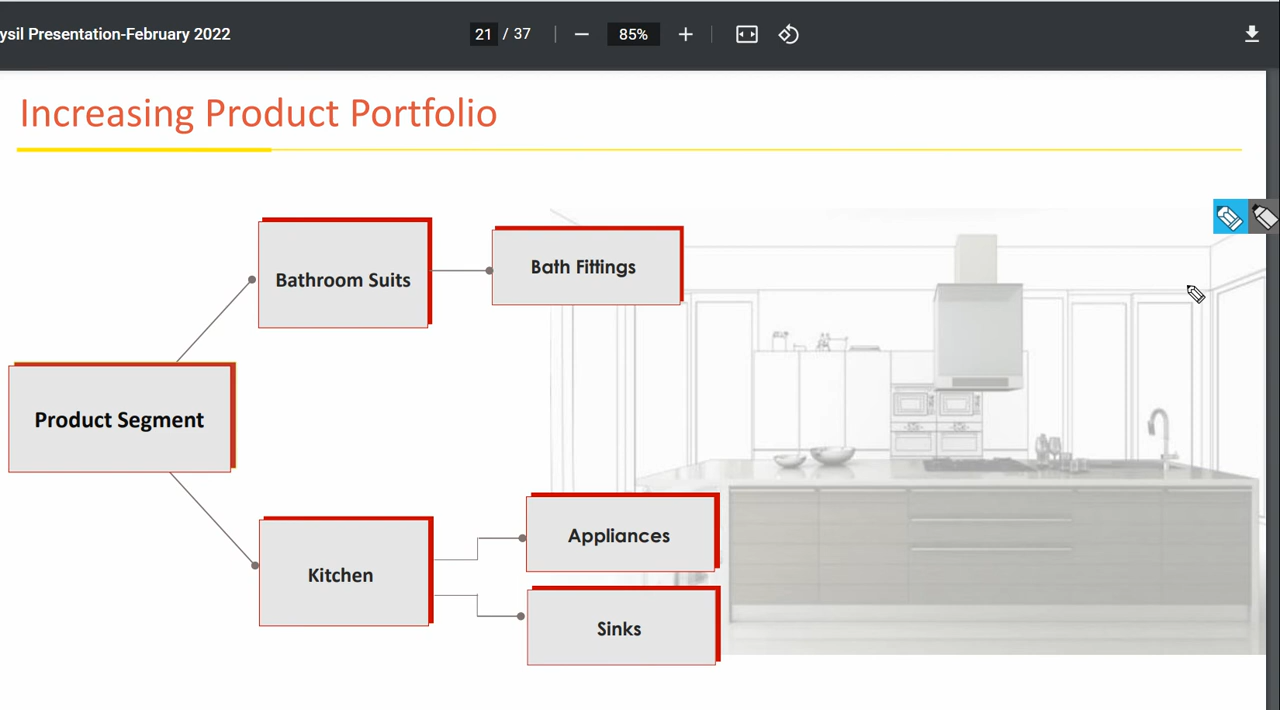 ysil Presentation-February 2022
21 / 37
85%
Increasing Product Portfolio
Bathroom Suits
Bath Fittings
Product Segment
Kitchen
Appliances
Sinks